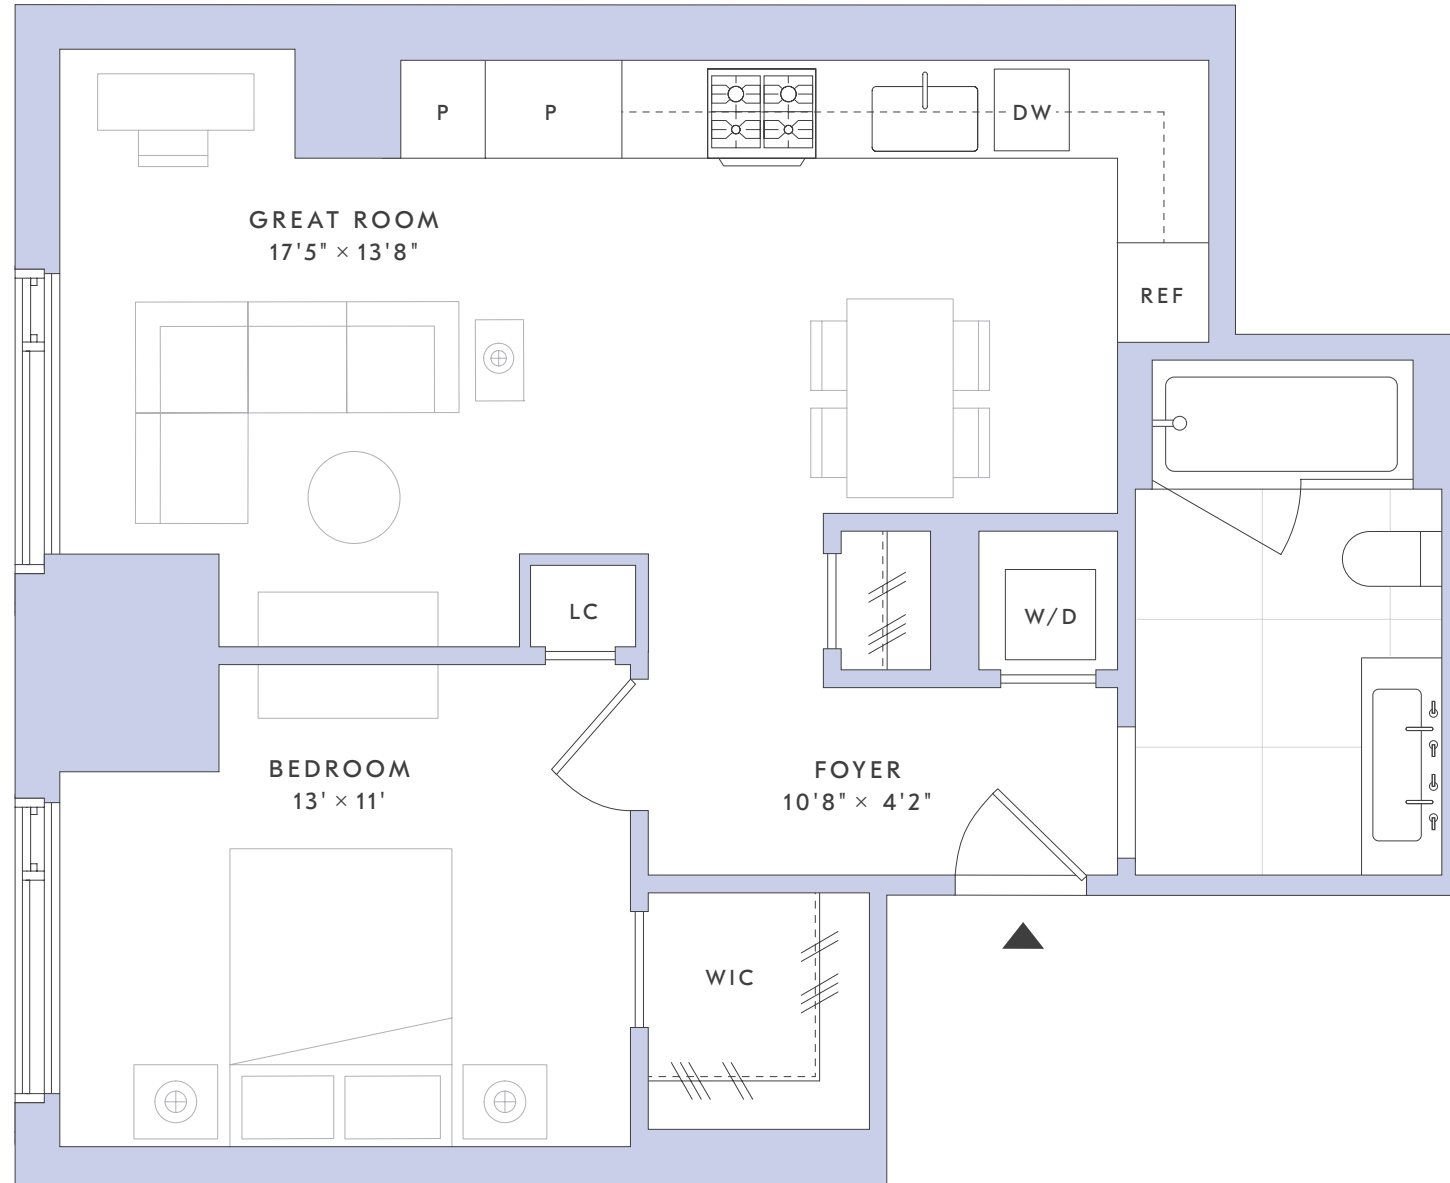 P
P
DW
GREAT ROOM
17'5" × 13'8"
REF
LC
W/D
BEDROOM
13' × 11'
FOYER
10'8" × 4'2"
WIC